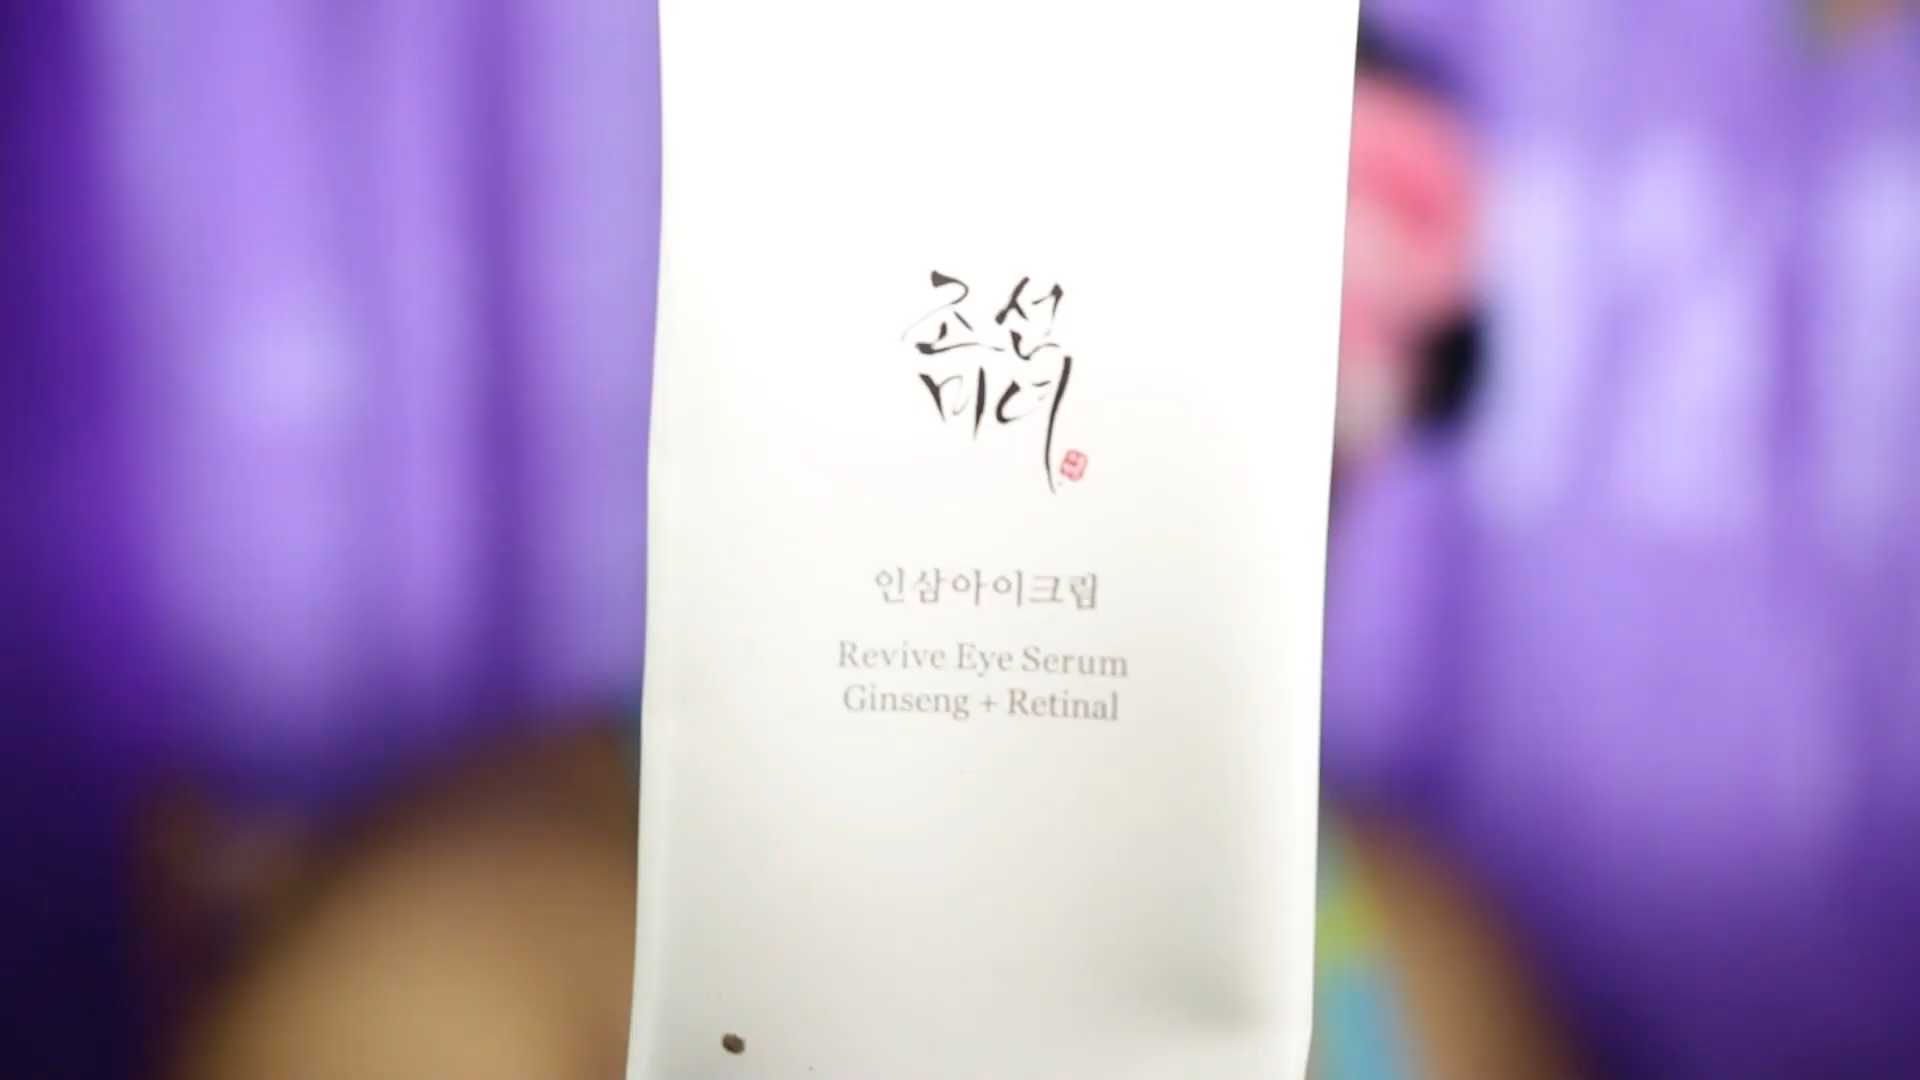 조선
미녀
인삼아이크림
Revive Eye Serum
Ginseng + Retinal